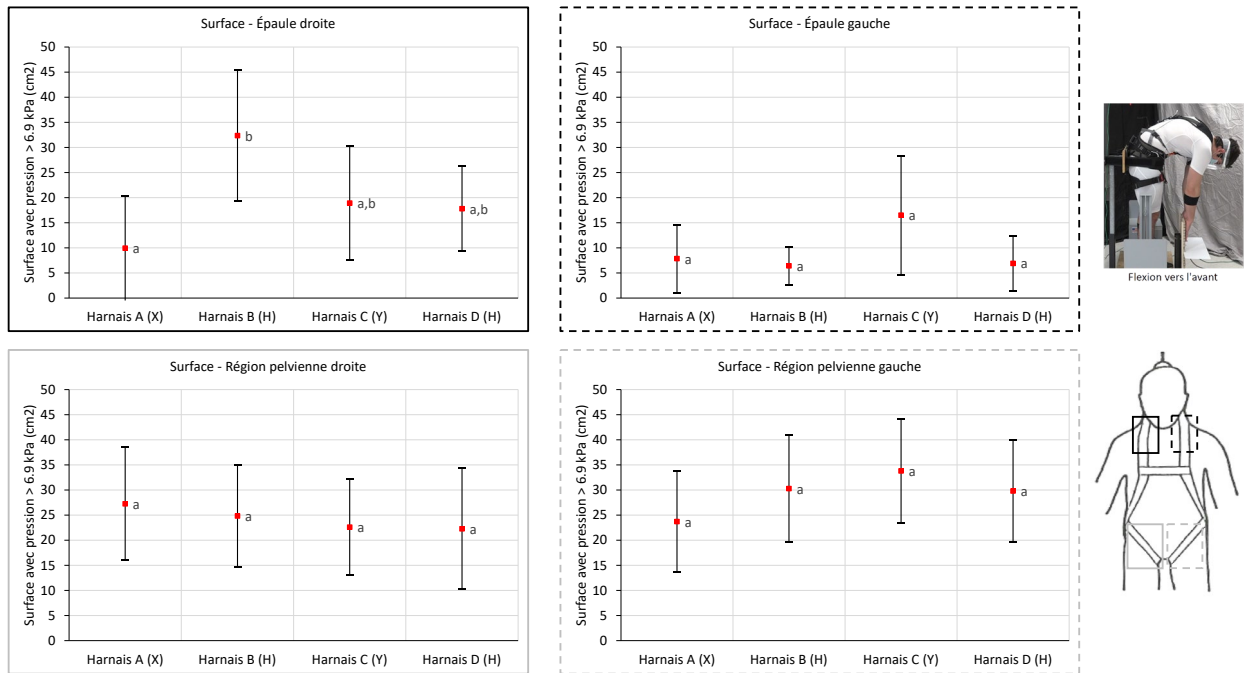 Surface - Épaule droite
Surface avec pression > 6.9 kPa (cm2)
50
45
40
35
30
25
20
15
10
5
0
a
b
a,b
a,b
Harnais A (X)
Harnais B (H)
Harnais C (Y)
Harnais D (H)
Surface - Épaule gauche
Surface avec pression > 6.9 kPa (cm2)
50
45
40
35
30
25
20
15
10
5
0
a
a
a
a
Harnais A (X)
Harnais B (H)
Harnais C (Y)
Harnais D (H)
Flexion vers l'avant
Surface - Région pelvienne droite
Surface avec pression > 6.9 kPa (cm2)
50
45
40
35
30
25
20
15
10
5
0
a
a
a
a
Harnais A (X)
Harnais B (H)
Harnais C (Y)
Harnais D (H)
Surface - Région pelvienne gauche
Surface avec pression > 6.9 kPa (cm2)
50
45
40
35
30
25
20
15
10
5
0
a
a
a
a
Harnais A (X)
Harnais B (H)
Harnais C (Y)
Harnais D (H)